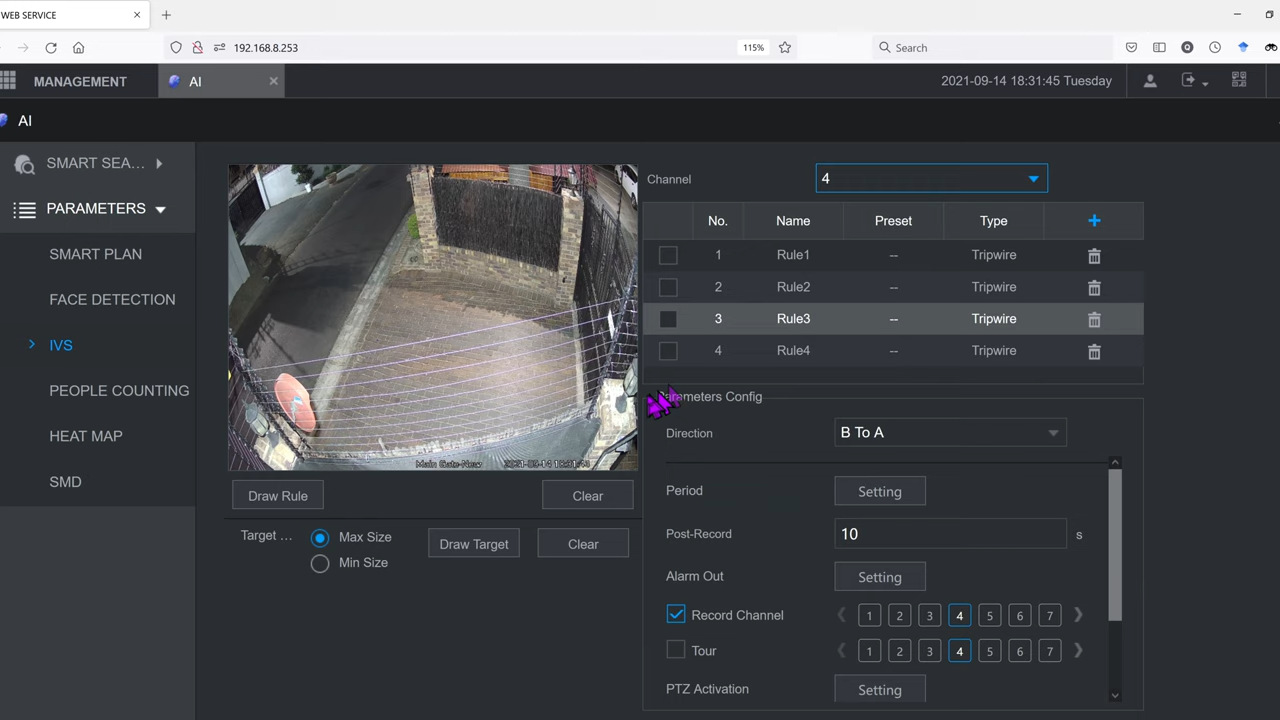 WEB SERVICE
192.168.8.253
115%
Search
MANAGEMENT
AI
2021-09-14 18:31:45 Tuesday
AI
SMART SEA...
PARAMETERS
SMART PLAN
FACE DETECTION
IVS
PEOPLE COUNTING
HEAT MAP
SMD
Main Gate-New
Draw Rule
Clear
Target ...
Max Size
Min Size
Draw Target
Clear
Channel
4
No. Name Preset Type
1 Rule1 -- Tripwire
2 Rule2 -- Tripwire
3 Rule3 -- Tripwire
4 Rule4 -- Tripwire
Parameters Config
Direction B To A
Period Setting
Post-Record 10 s
Alarm Out Setting
Record Channel 1 2 3 4 5 6 7
Tour 1 2 3 4 5 6 7
PTZ Activation Setting